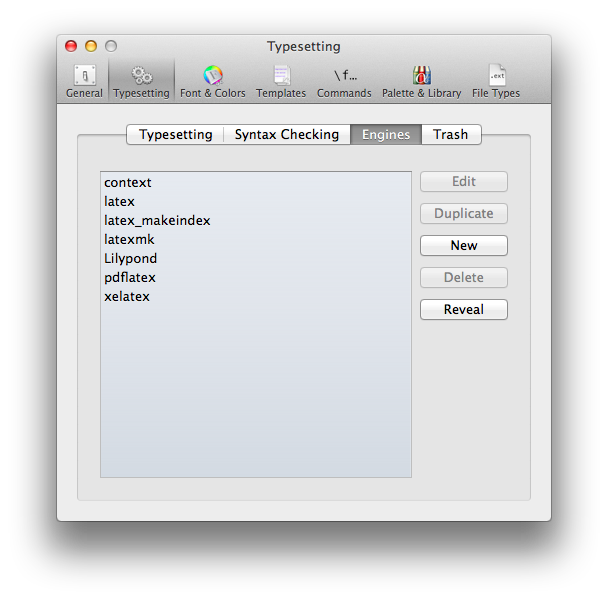 Typesetting
\f...
.ext
General Typesetting Font & Colors Templates Commands Palette & Library File Types
Typesetting Syntax Checking Engines Trash
context
latex
latex_makeindex
latexmk
Lilypond
pdflatex
xelatex
Edit
Duplicate
New
Delete
Reveal